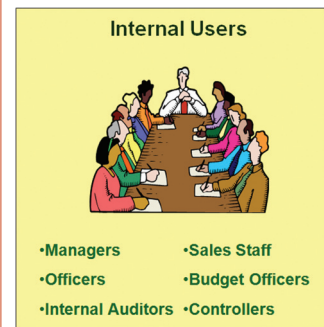 Internal Users
•Managers •Sales Staff
•Officers •Budget Officers
•Internal Auditors •Controllers